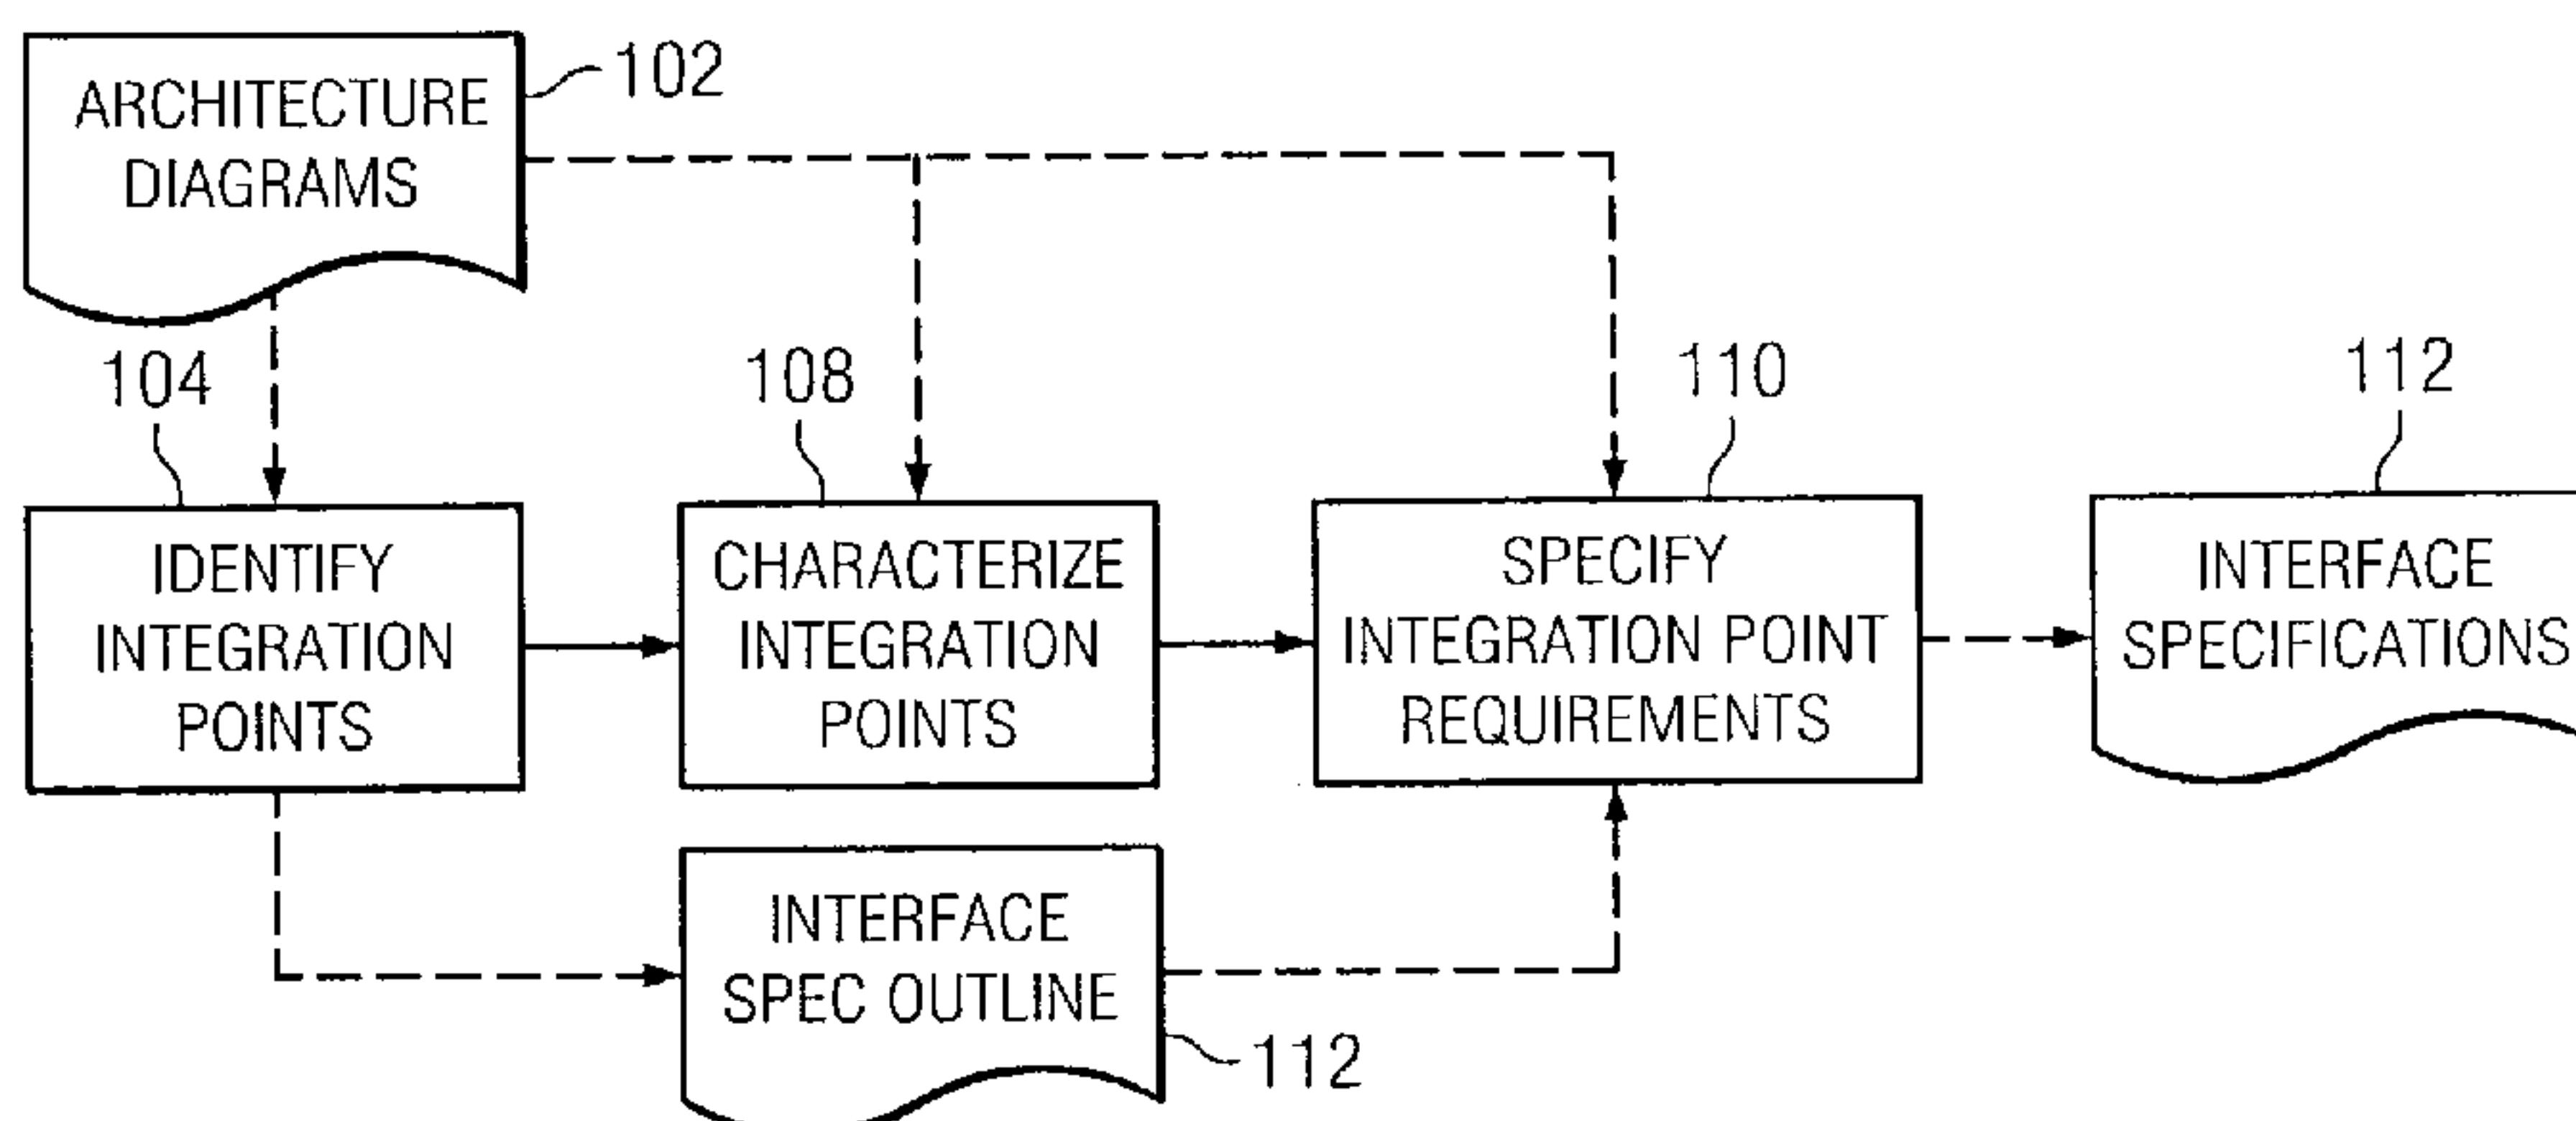 ARCHITECTURE
DIAGRAMS
102
104
IDENTIFY
INTEGRATION
POINTS
108
CHARACTERIZE
INTEGRATION
POINTS
110
SPECIFY
INTEGRATION POINT
REQUIREMENTS
112
INTERFACE
SPECIFICATIONS
INTERFACE
SPEC OUTLINE
112